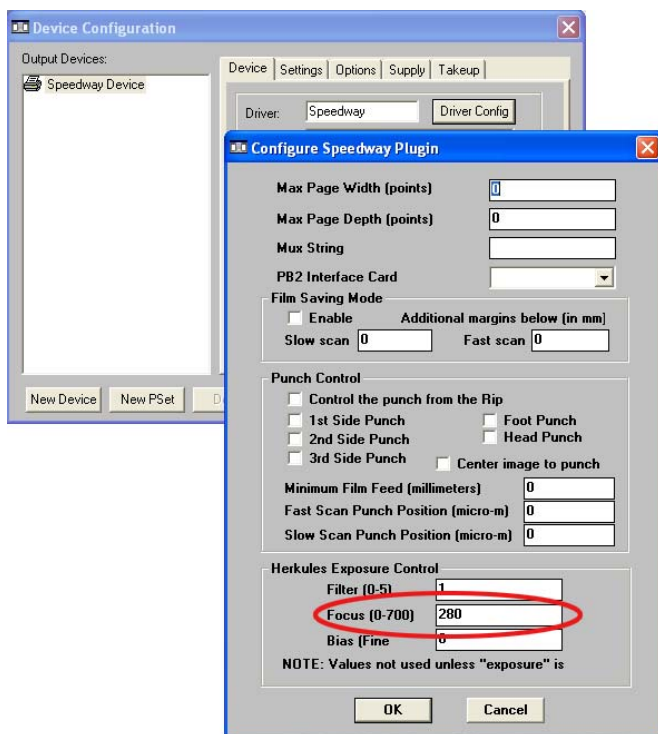 Device Configuration
Output Devices:
Speedway Device
Device Settings Options Supply Takeup
Driver: Speedway Driver Config
New Device New PSet
Configure Speedway Plugin
Max Page Width (points) 0
Max Page Depth (points) 0
Mux String
PB2 Interface Card
Film Saving Mode
Enable Additional margins below (in mm)
Slow scan 0 Fast scan 0
Punch Control
Control the punch from the Rip
1st Side Punch Foot Punch
2nd Side Punch Head Punch
3rd Side Punch Center image to punch
Minimum Film Feed (millimeters) 0
Fast Scan Punch Position (micro-m) 0
Slow Scan Punch Position (micro-m) 0
Herkules Exposure Control
Filter (0-5) 1
Focus (0-700) 280
Bias (Fine
NOTE: Values not used unless "exposure" is
OK Cancel